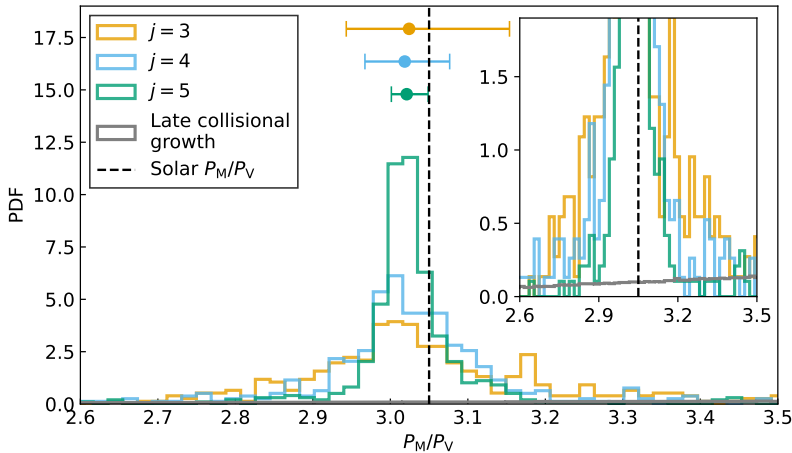 j = 3
j = 4
j = 5
Late collisional
growth
Solar P_M/P_V
PDF
17.5
15.0
12.5
10.0
7.5
5.0
2.5
0.0
2.6 2.7 2.8 2.9 3.0 3.1 3.2 3.3 3.4 3.5
P_M/P_V
1.5
1.0
0.5
0.0
2.6 2.9 3.2 3.5